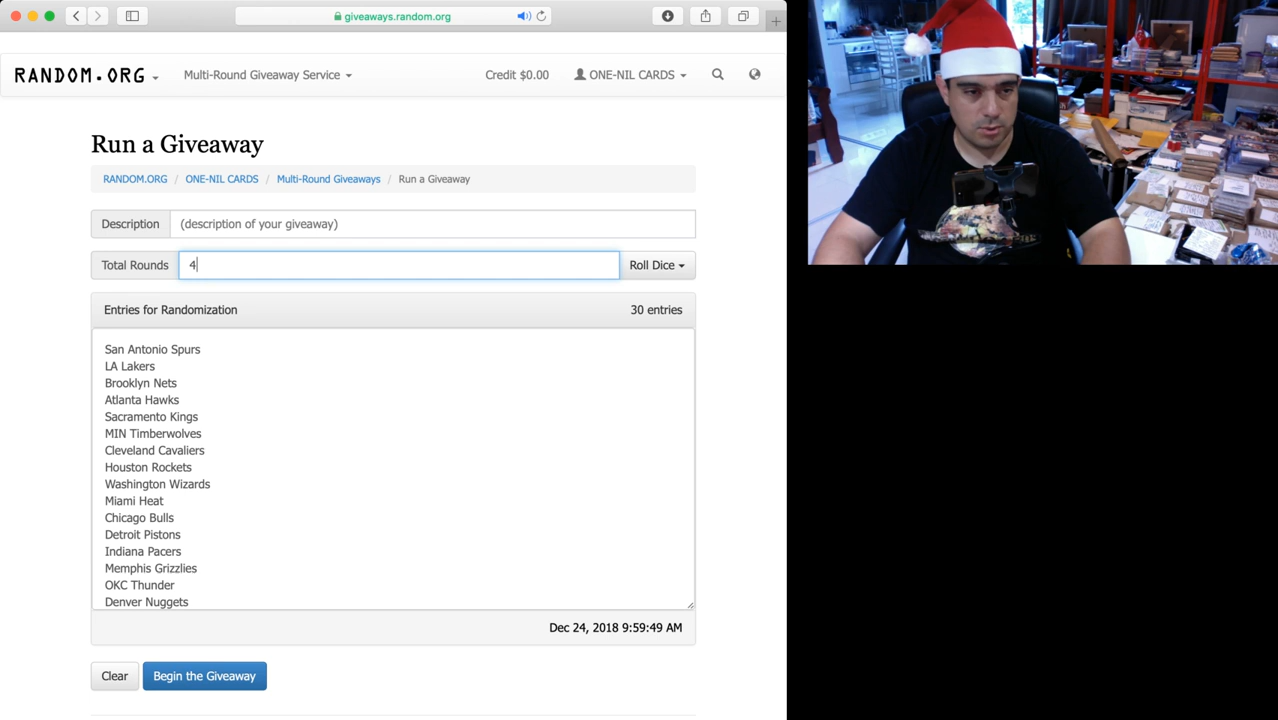 giveaways.random.org
RANDOM.ORG
Multi-Round Giveaway Service
Credit $0.00
ONE-NIL CARDS
Run a Giveaway
RANDOM.ORG / ONE-NIL CARDS / Multi-Round Giveaways / Run a Giveaway
Description
(description of your giveaway)
Total Rounds
4
Roll Dice
Entries for Randomization
30 entries
San Antonio Spurs
LA Lakers
Brooklyn Nets
Atlanta Hawks
Sacramento Kings
MIN Timberwolves
Cleveland Cavaliers
Houston Rockets
Washington Wizards
Miami Heat
Chicago Bulls
Detroit Pistons
Indiana Pacers
Memphis Grizzlies
OKC Thunder
Denver Nuggets
Dec 24, 2018 9:59:49 AM
Clear
Begin the Giveaway